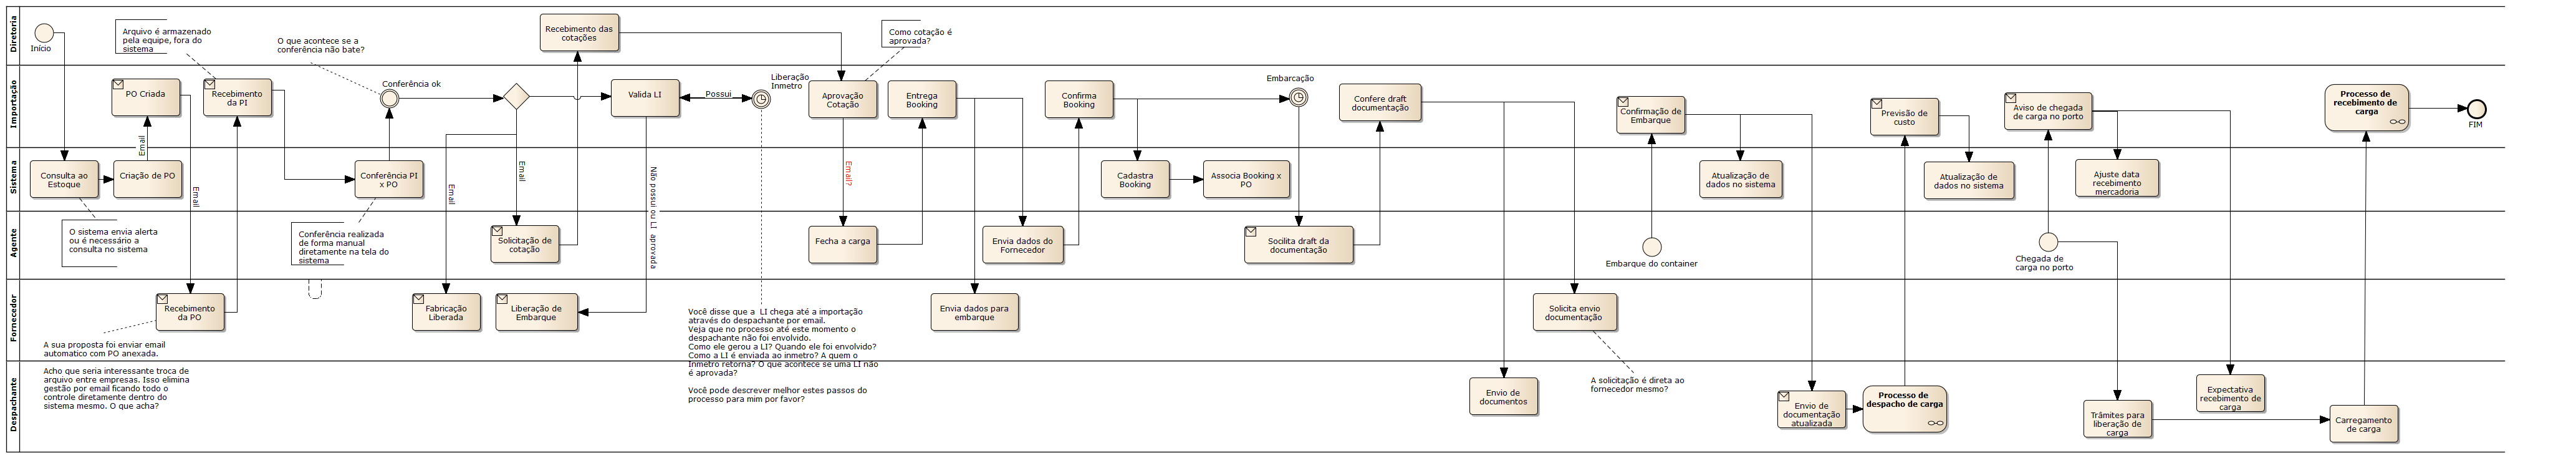 Diretoria
Início
Arquivo é armazenado
pela equipe, fora do
sistema
O que acontece se a
conferência não bate?
Recebimento das
cotações
Como cotação é
aprovada?
Importação
PO Criada
Recebimento
da PI
Conferência ok
Valida LI
Possui
Liberação
Inmetro
Aprovação
Cotação
Entrega
Booking
Confirma
Booking
Embarcação
Confere draft
documentação
Confirmação de
Embarque
Previsão de
custo
Aviso de chegada
de carga no porto
Processo de
recebimento de
carga
FIM
Sistema
Consulta ao
Estoque
Email
Criação de PO
Email
Conferência PI
x PO
Email
Email
Não possui ou LI aprovada
Email?
Cadastra
Booking
Associa Booking x
PO
Atualização de
dados no sistema
Atualização de
dados no sistema
Ajuste data
recebimento
mercadoria
Agente
O sistema envia alerta
ou é necessário a
consulta no sistema
Conferência realizada
de forma manual
diretamente na tela do
sistema
Solicitação de
cotação
Fecha a carga
Envia dados do
Fornecedor
Socilita draft da
documentação
Embarque do container
Chegada de
carga no porto
Fornecedor
Recebimento
da PO
A sua proposta foi enviar email
automatico com PO anexada.
Fabricação
Liberada
Liberação de
Embarque
Você disse que a  LI chega até a importação
através do despachante por email.
Veja que no processo até este momento o
despachante não foi envolvido.
Como ele gerou a LI? Quando ele foi envolvido?
Como a LI é enviada ao inmetro? A quem o
Inmetro retorna? O que acontece se uma LI não
é aprovada?
Você pode descrever melhor estes passos do
processo para mim por favor?
Envia dados para
embarque
Solicita envio
documentação
Despachante
Acho que seria interessante troca de
arquivo entre empresas. Isso elimina
gestão por email ficando todo o
controle diretamente dentro do
sistema mesmo. O que acha?
Envio de
documentos
A solicitação é direta ao
fornecedor mesmo?
Envio de
documentação
atualizada
Processo de
despacho de carga
Trâmites para
liberação de
carga
Expectativa
recebimento de
carga
Carregamento
de carga